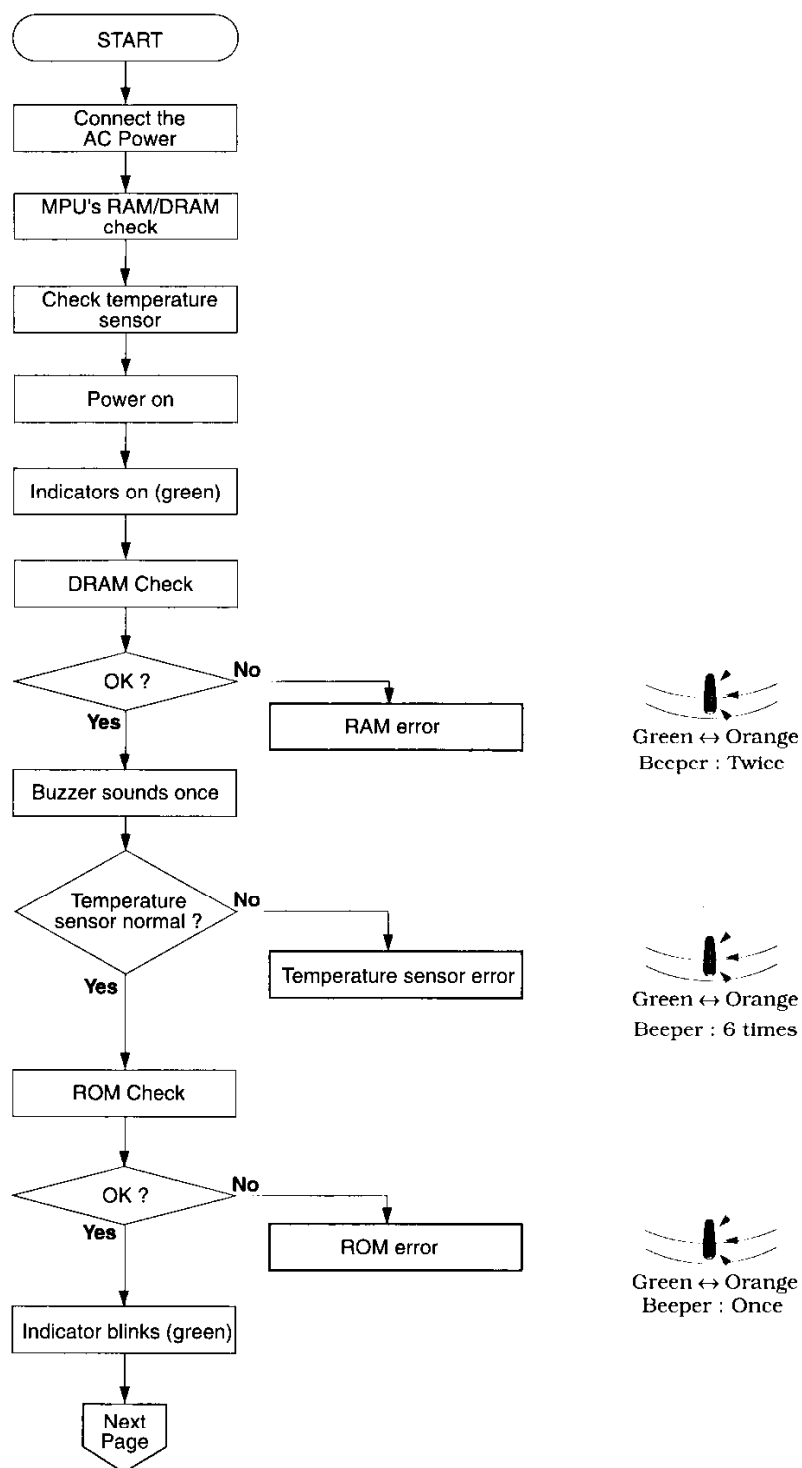 START
Connect the
AC Power
MPU's RAM/DRAM
check
Check temperature
sensor
Power on
Indicators on (green)
DRAM Check
OK ?
No
Yes
RAM error
Green ↔ Orange
Beeper : Twice
Buzzer sounds once
Temperature
sensor normal ?
No
Yes
Temperature sensor error
Green ↔ Orange
Beeper : 6 times
ROM Check
OK ?
No
Yes
ROM error
Green ↔ Orange
Beeper : Once
Indicator blinks (green)
Next
Page